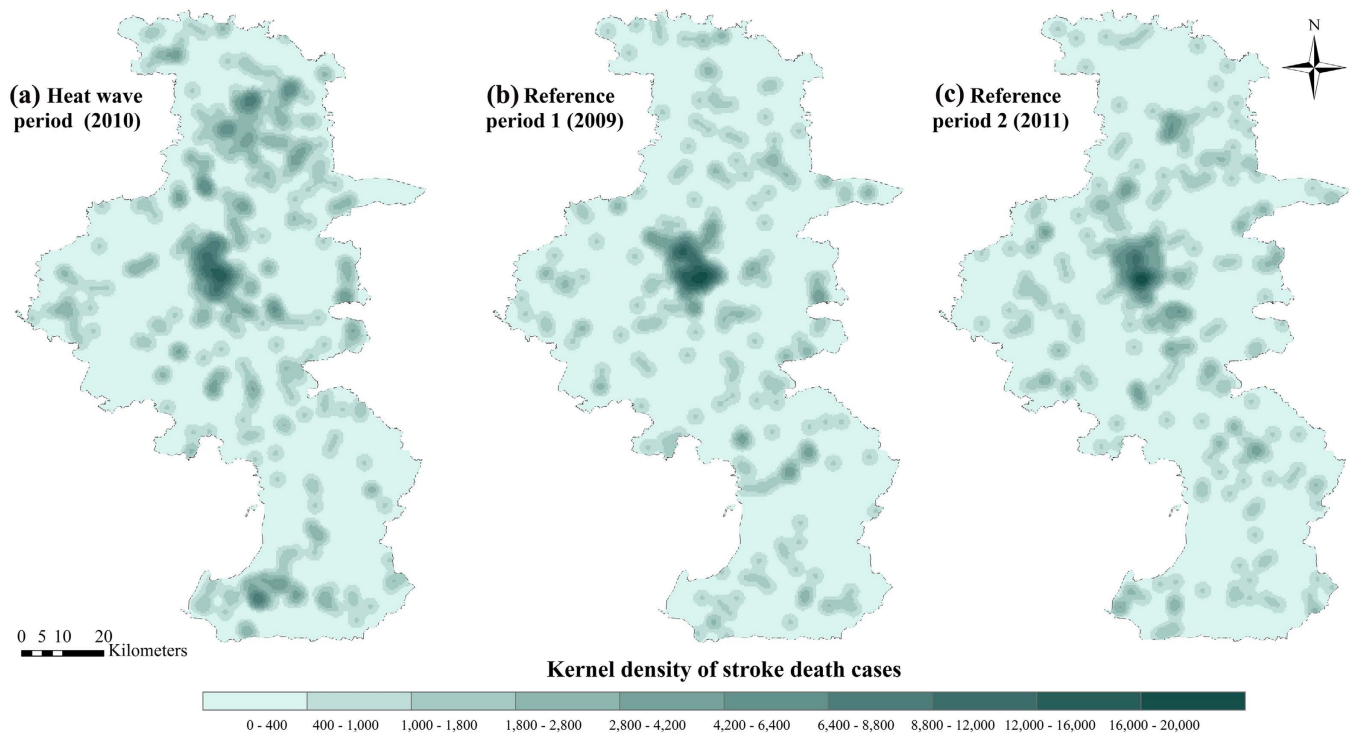 N
(a) Heat wave
period (2010)
(b) Reference
period 1 (2009)
(c) Reference
period 2 (2011)
0 5 10 20
Kilometers
Kernel density of stroke death cases
0 - 400 400 - 1,000 1,000 - 1,800 1,800 - 2,800 2,800 - 4,200 4,200 - 6,400 6,400 - 8,800 8,800 - 12,000 12,000 - 16,000 16,000 - 20,000